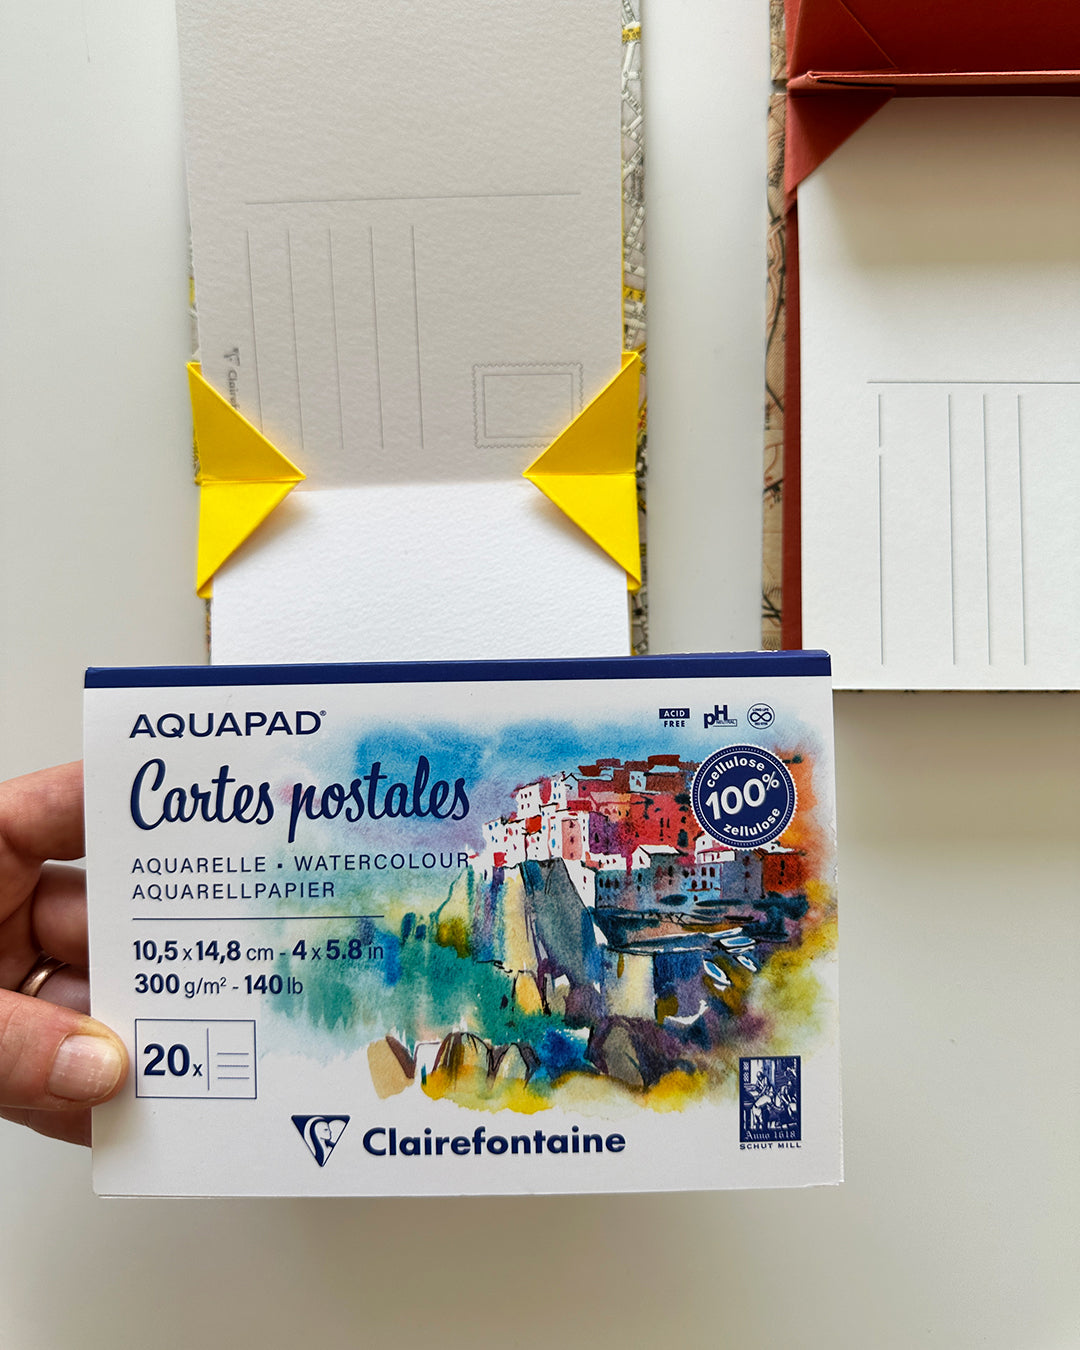 AQUAPAD®
Cartes postales
AQUARELLE • WATERCOLOUR
AQUARELLPAPIER
10,5 x 14,8 cm - 4 x 5.8 in
300 g/m² - 140 lb
20x
ACID
FREE
pH
NEUTRAL
cellulose
100%
zellulose
Clairefontaine
Anno 1618
SCHUT MILL